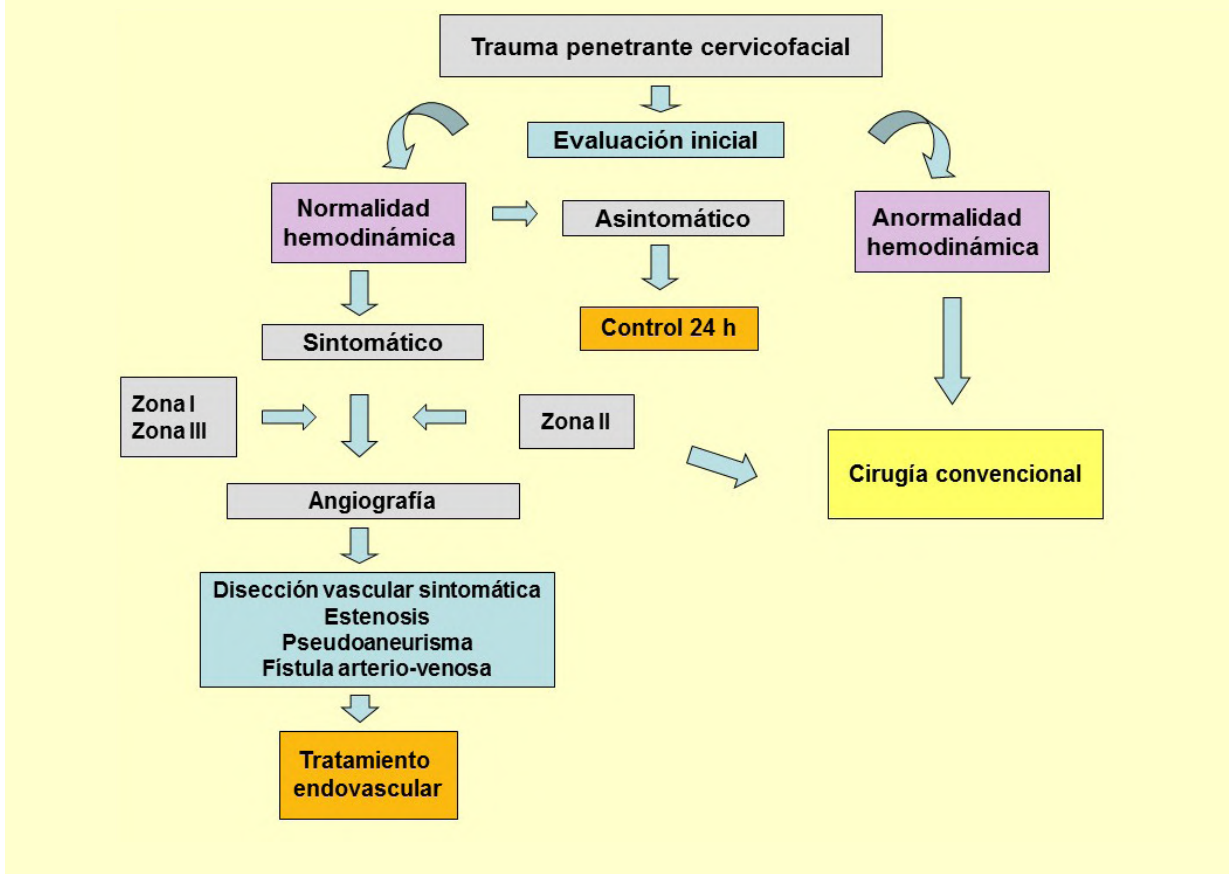 Trauma penetrante cervicofacial
Evaluación inicial
Normalidad
hemodinámica
Asintomático
Anormalidad
hemodinámica
Control 24 h
Sintomático
Zona I
Zona III
Zona II
Cirugía convencional
Angiografía
Disección vascular sintomática
Estenosis
Pseudoaneurisma
Fístula arterio-venosa
Tratamiento
endovascular